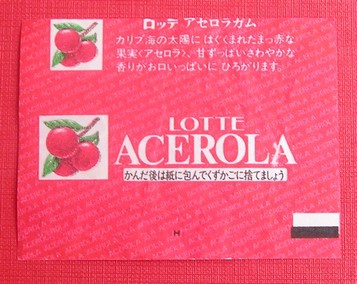 ロッテ アセロラガム
カリブ海の太陽に はぐくまれたまっ赤な
果実〈アセロラ〉、甘ずっぱいさわやかな
香りがお口いっぱいに ひろがります。
LOTTE
ACEROLA
かんだ後は紙に包んでくずかごに捨てましょう
H